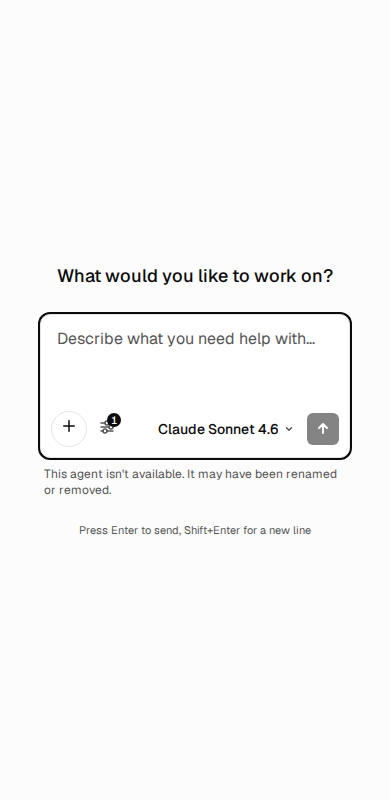 What would you like to work on?
Describe what you need help with...
1
Claude Sonnet 4.6
This agent isn't available. It may have been renamed
or removed.
Press Enter to send, Shift+Enter for a new line